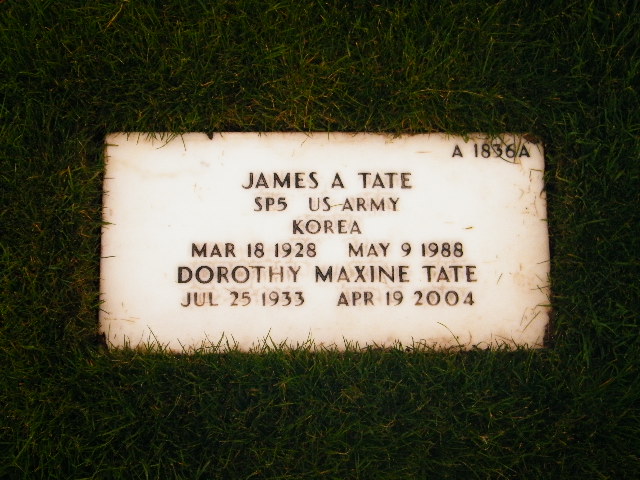 A 1836A
JAMES A TATE
SP5 US ARMY
KOREA
MAR 18 1928 MAY 9 1988
DOROTHY MAXINE TATE
JUL 25 1933 APR 19 2004